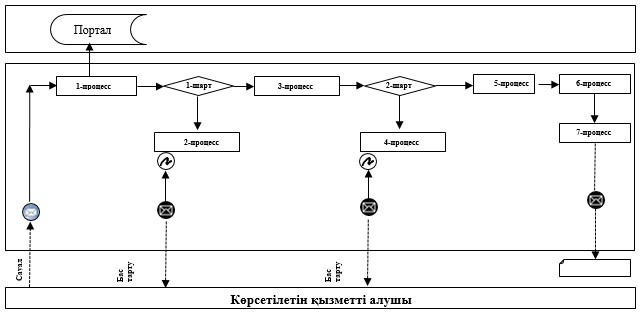 Портал
1-процесс
1-шарт
3-процесс
2-шарт
5-процесс
6-процесс
2-процесс
4-процесс
7-процесс
Сауал
Бас
тарту
Бас
тарту
Көрсетілетін қызметті алушы